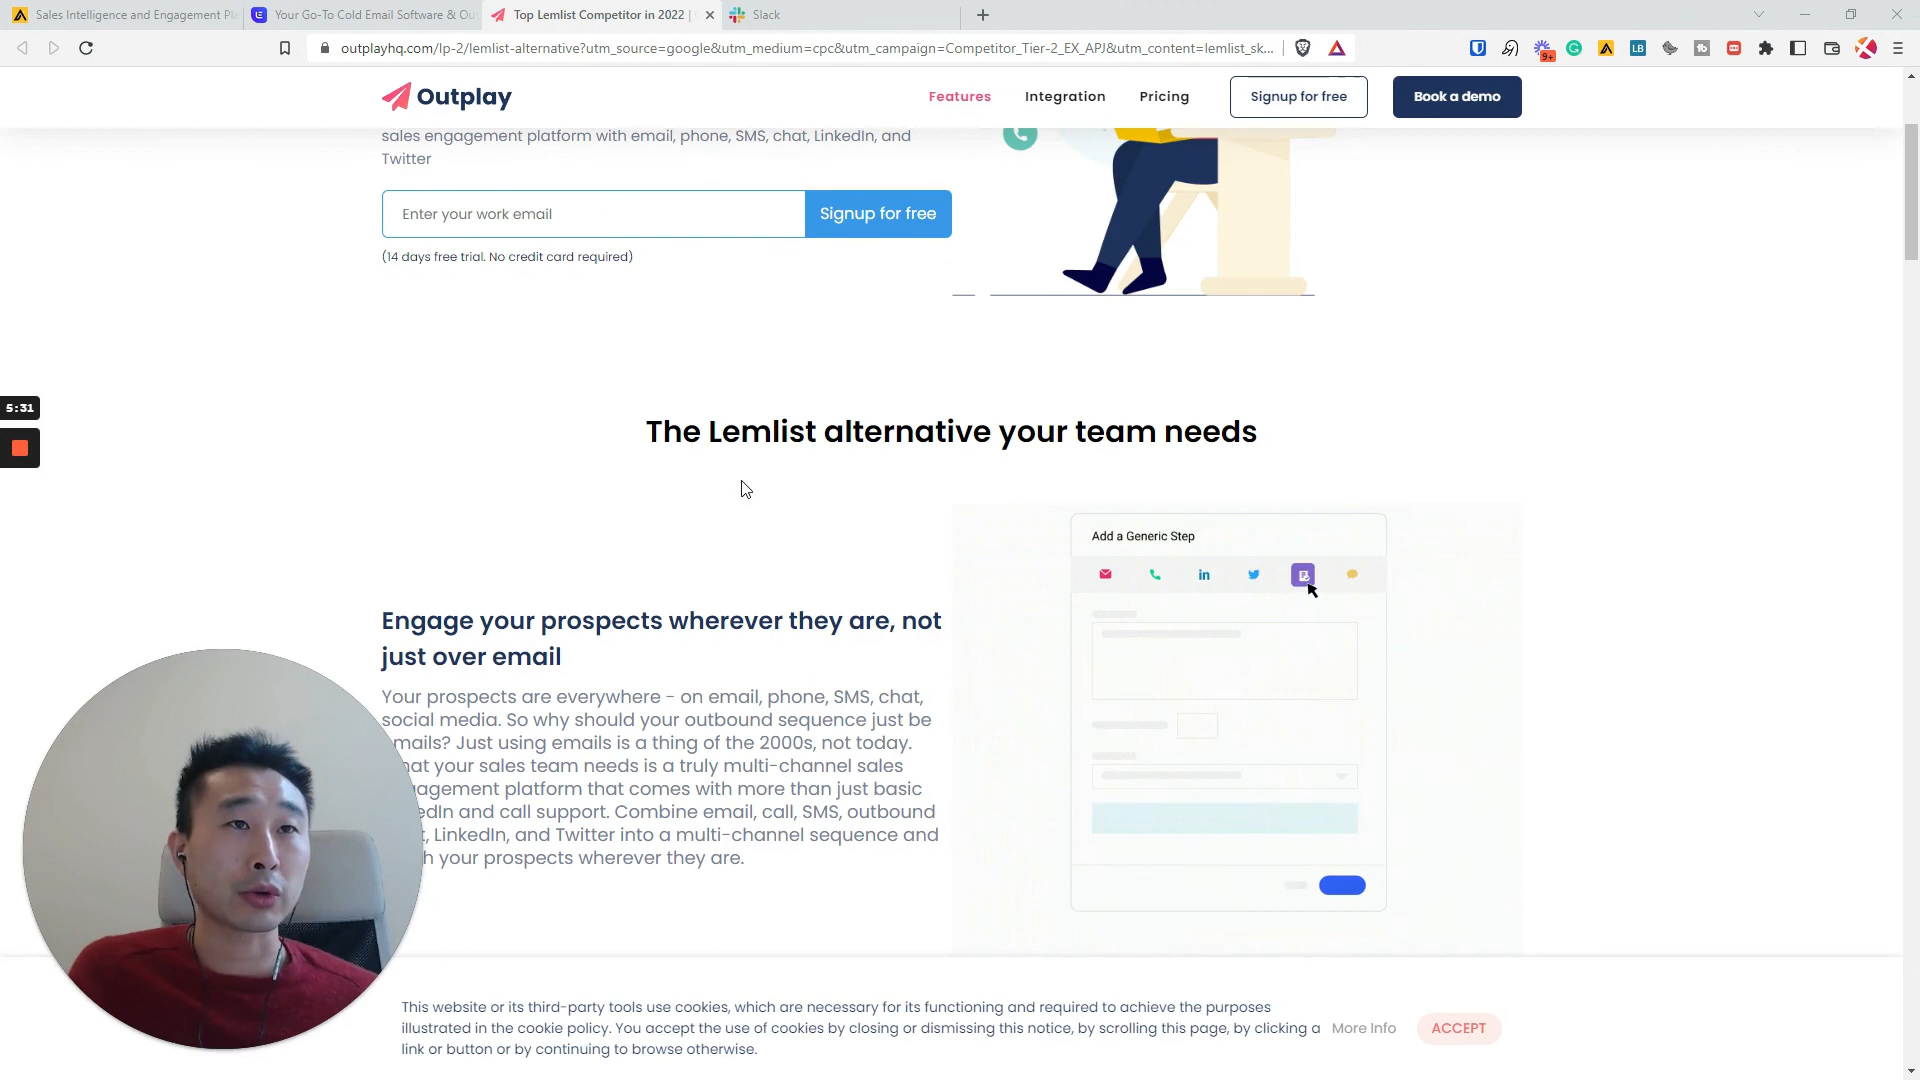 Sales Intelligence and Engagement Pla
Your Go-To Cold Email Software & Ou
Top Lemlist Competitor in 2022 |
Slack
outplayhq.com/lp-2/lemlist-alternative?utm_source=google&utm_medium=cpc&utm_campaign=Competitor_Tier-2_EX_APJ&utm_content=lemlist_sk...
9+
LB
Outplay
Features
Integration
Pricing
Signup for free
Book a demo
sales engagement platform with email, phone, SMS, chat, LinkedIn, and
Twitter
Enter your work email
Signup for free
(14 days free trial. No credit card required)
5:31
The Lemlist alternative your team needs
Add a Generic Step
in
Engage your prospects wherever they are, not
just over email
Your prospects are everywhere - on email, phone, SMS, chat,
social media. So why should your outbound sequence just be
mails? Just using emails is a thing of the 2000s, not today.
hat your sales team needs is a truly multi-channel sales
agement platform that comes with more than just basic
edIn and call support. Combine email, call, SMS, outbound
t, LinkedIn, and Twitter into a multi-channel sequence and
h your prospects wherever they are.
This website or its third-party tools use cookies, which are necessary for its functioning and required to achieve the purposes
illustrated in the cookie policy. You accept the use of cookies by closing or dismissing this notice, by scrolling this page, by clicking a
link or button or by continuing to browse otherwise.
More Info
ACCEPT